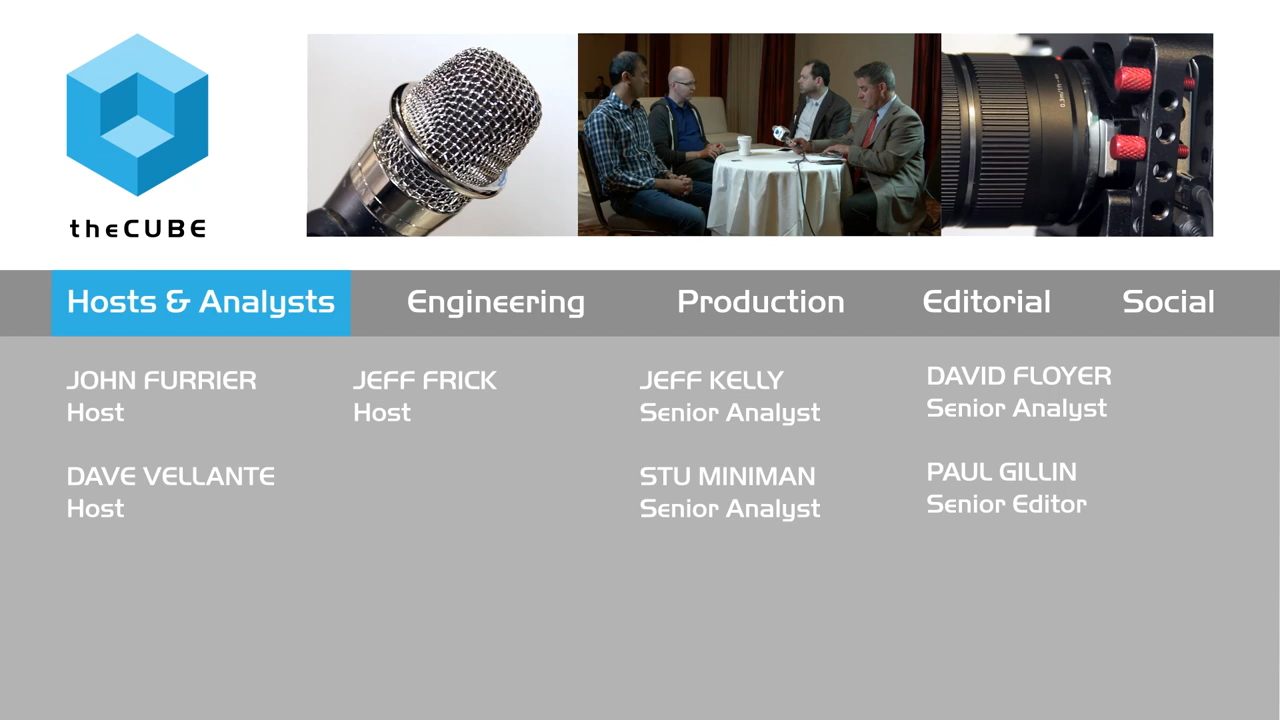 theCUBE
Hosts & Analysts
Engineering
Production
Editorial
Social
JOHN FURRIER
Host
DAVE VELLANTE
Host
JEFF FRICK
Host
JEFF KELLY
Senior Analyst
STU MINIMAN
Senior Analyst
DAVID FLOYER
Senior Analyst
PAUL GILLIN
Senior Editor